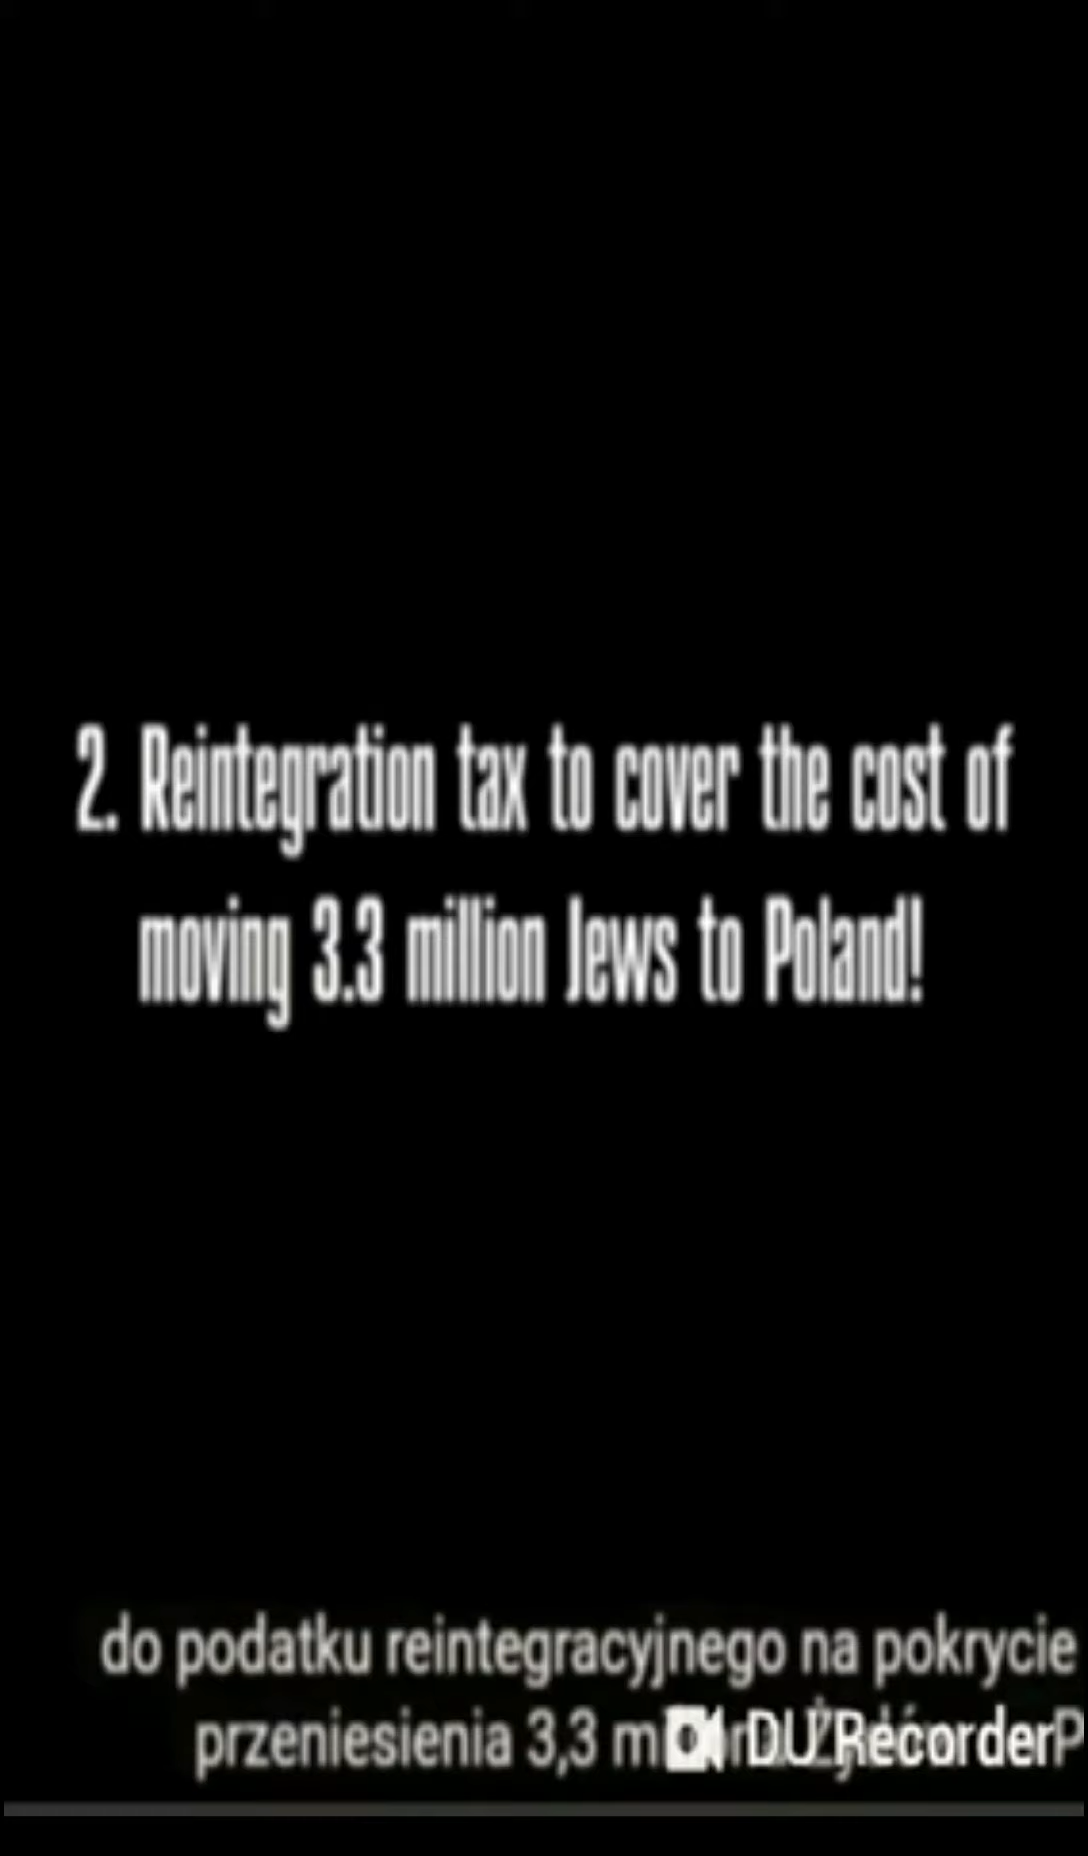 2. Reintegration tax to cover the cost of
moving 3.3 million Jews to Poland!
do podatku reintegracyjnego na pokrycie
przeniesienia 3,3
DU Recorder